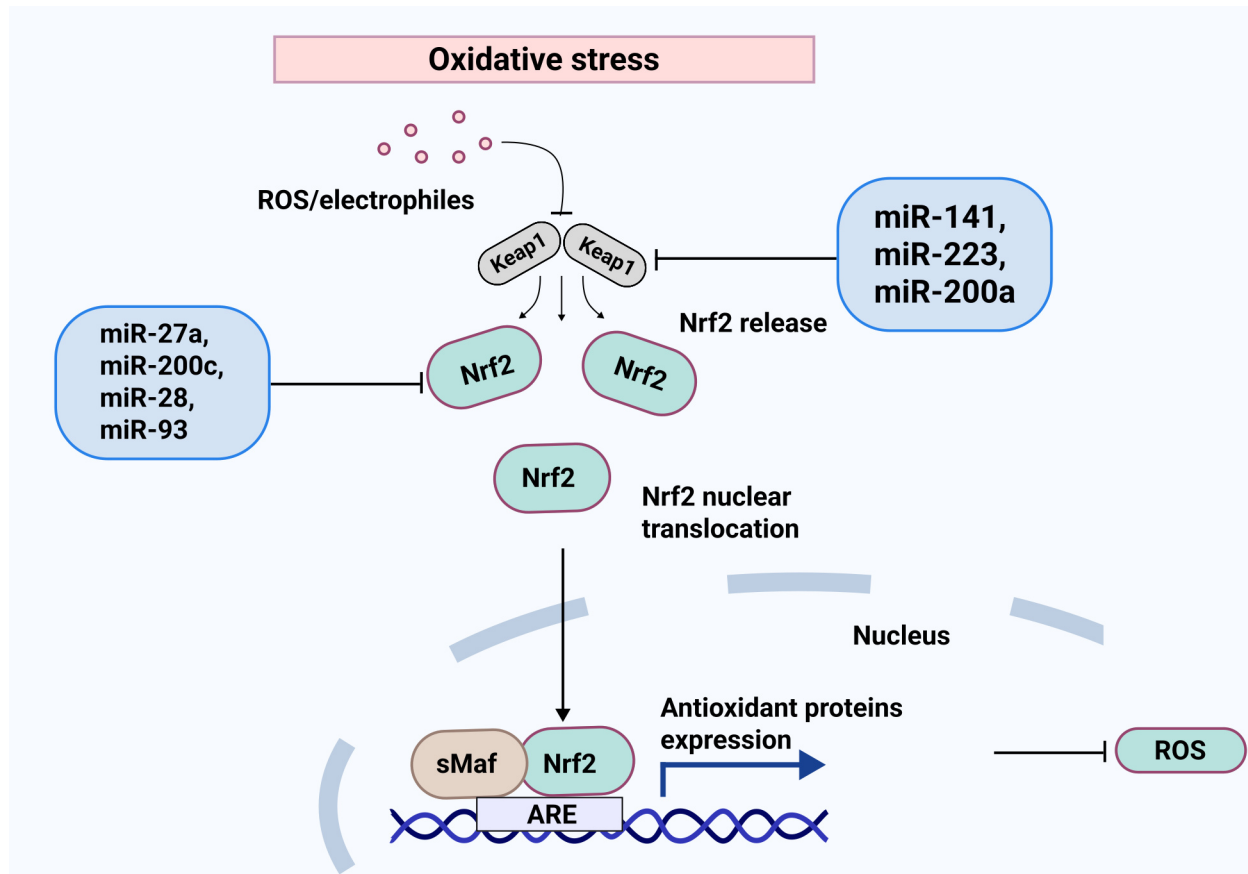 Oxidative stress
ROS/electrophiles
Keap1
Keap1
miR-141,
miR-223,
miR-200a
Nrf2 release
miR-27a,
miR-200c,
miR-28,
miR-93
Nrf2
Nrf2
Nrf2
Nrf2 nuclear
translocation
Nucleus
Antioxidant proteins
expression
sMaf
Nrf2
ROS
ARE